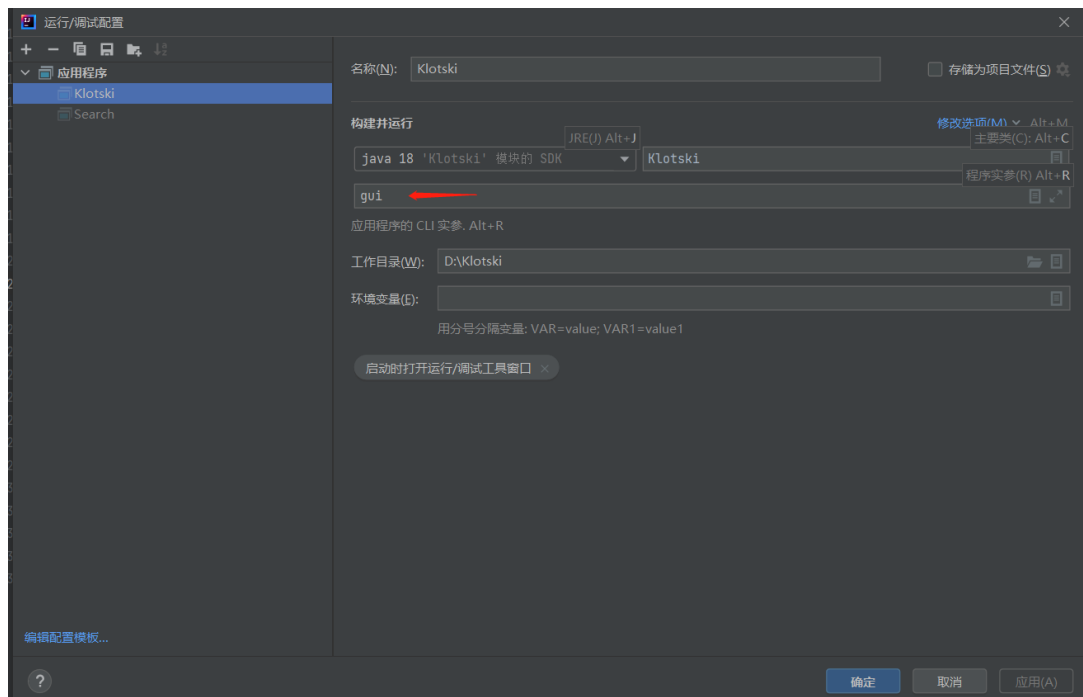 运行/调试配置
应用程序
Klotski
Search
名称(N):
Klotski
存储为项目文件(S)
构建并运行
修改选项(M)
Alt+M
JRE(J) Alt+J
主要类(C): Alt+C
java 18 'Klotski' 模块的 SDK
Klotski
程序实参(R) Alt+R
gui
应用程序的 CLI 实参. Alt+R
工作目录(W):
D:\Klotski
环境变量(E):
用分号分隔变量: VAR=value; VAR1=value1
启动时打开运行/调试工具窗口 ×
编辑配置模板...
?
确定
取消
应用(A)